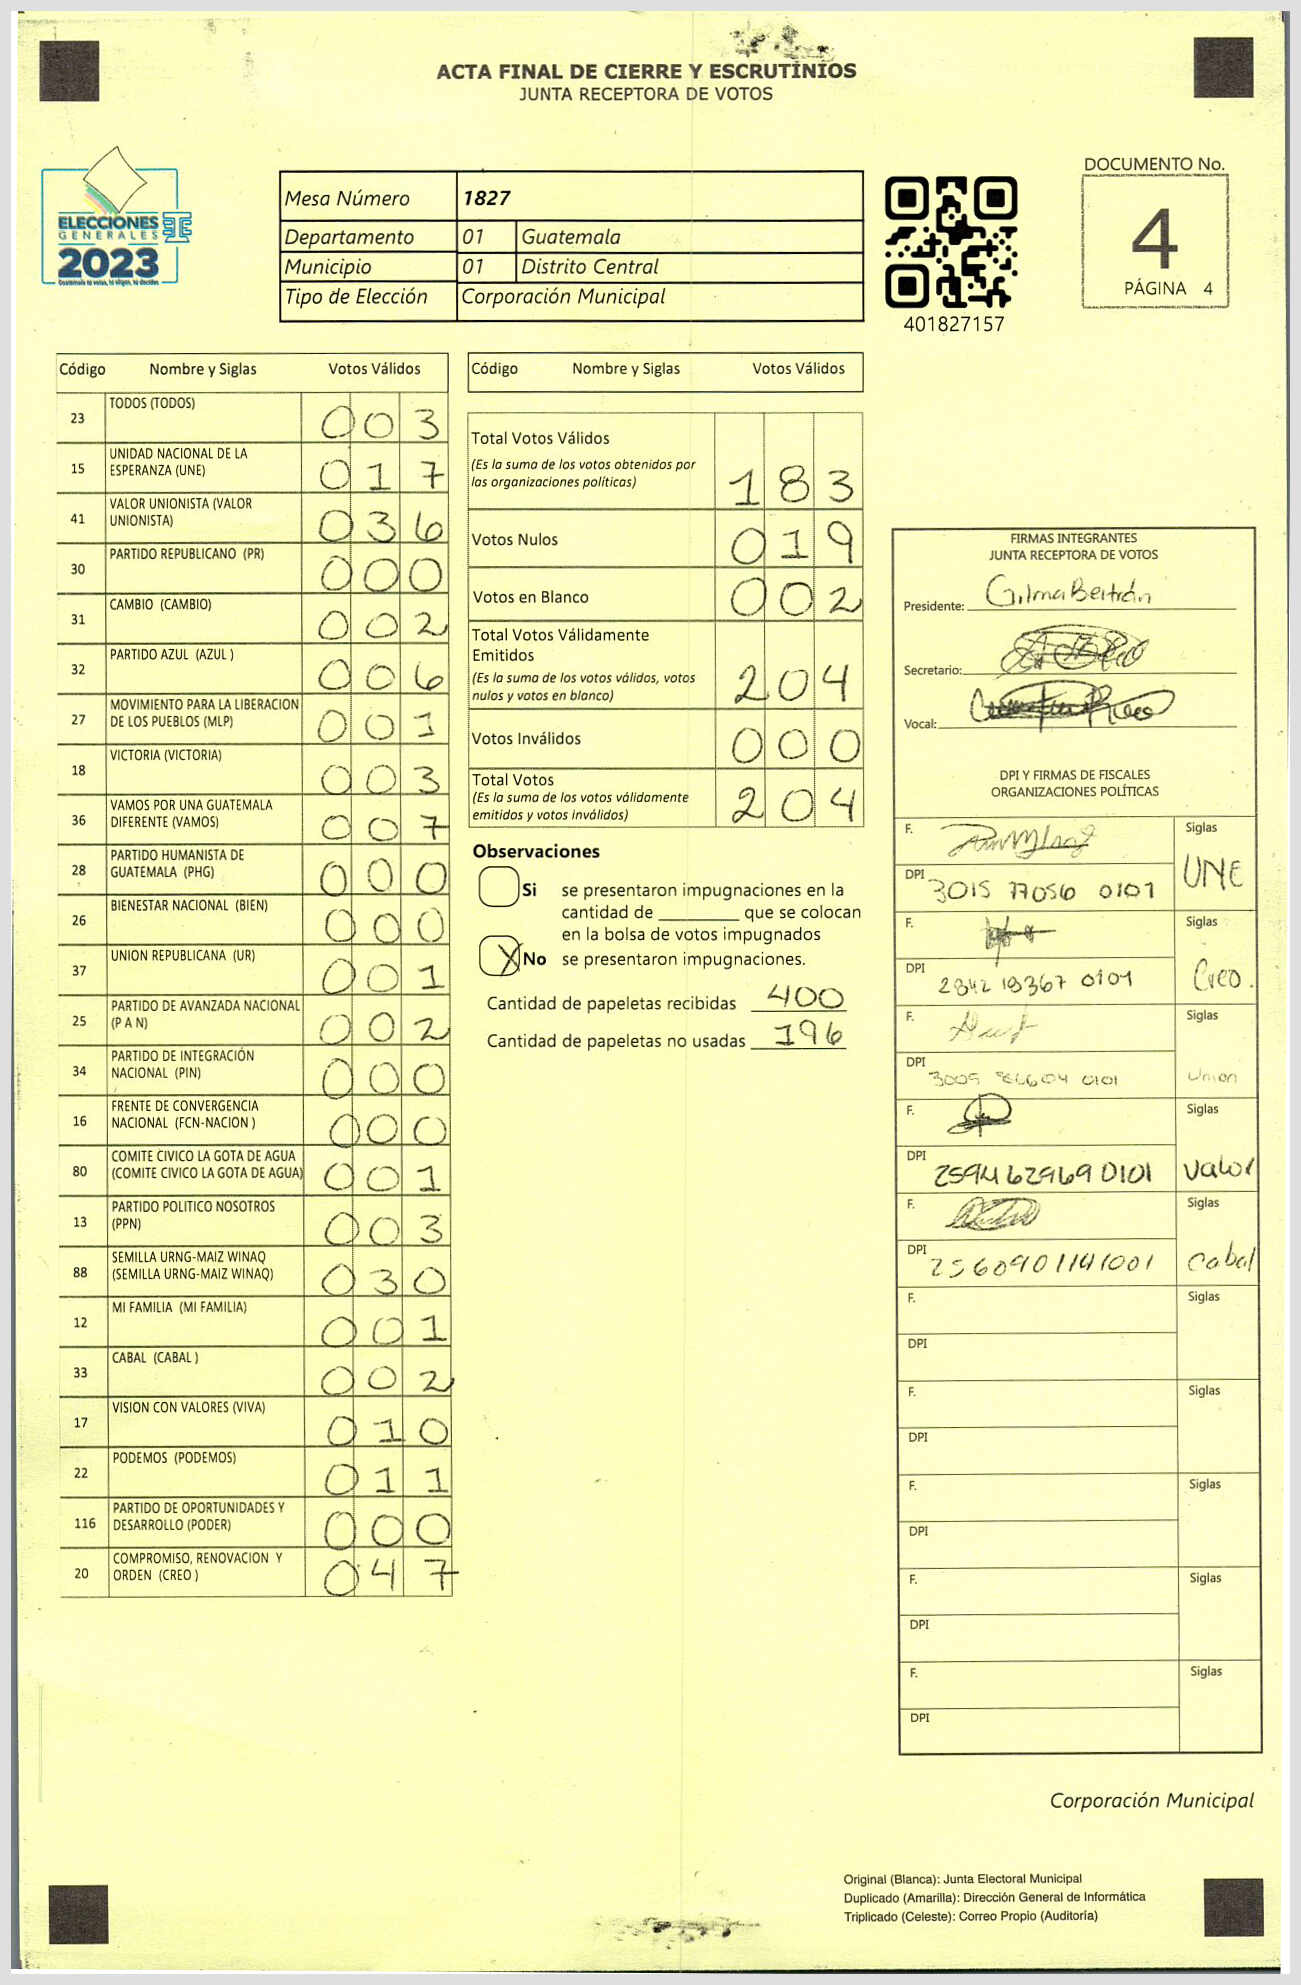 ACTA FINAL DE CIERRE Y ESCRUTINIOS
JUNTA RECEPTORA DE VOTOS
ELECCIONES
GENERALES
2023
Guatemala tú votas, tú eliges, tú decides
Mesa Número 1827
Departamento 01 Guatemala
Municipio 01 Distrito Central
Tipo de Elección Corporación Municipal
401827157
DOCUMENTO No.
4
PÁGINA 4
Código Nombre y Siglas Votos Válidos
23 TODOS (TODOS) 003
15 UNIDAD NACIONAL DE LA
ESPERANZA (UNE) 017
41 VALOR UNIONISTA (VALOR
UNIONISTA) 036
30 PARTIDO REPUBLICANO (PR) 000
31 CAMBIO (CAMBIO) 002
32 PARTIDO AZUL (AZUL ) 006
27 MOVIMIENTO PARA LA LIBERACION
DE LOS PUEBLOS (MLP) 001
18 VICTORIA (VICTORIA) 003
36 VAMOS POR UNA GUATEMALA
DIFERENTE (VAMOS) 007
28 PARTIDO HUMANISTA DE
GUATEMALA (PHG) 000
26 BIENESTAR NACIONAL (BIEN) 000
37 UNION REPUBLICANA (UR) 001
25 PARTIDO DE AVANZADA NACIONAL
(P A N) 002
34 PARTIDO DE INTEGRACIÓN
NACIONAL (PIN) 000
16 FRENTE DE CONVERGENCIA
NACIONAL (FCN-NACION ) 000
80 COMITE CIVICO LA GOTA DE AGUA
(COMITE CIVICO LA GOTA DE AGUA) 001
13 PARTIDO POLITICO NOSOTROS
(PPN) 003
88 SEMILLA URNG-MAIZ WINAQ
(SEMILLA URNG-MAIZ WINAQ) 030
12 MI FAMILIA (MI FAMILIA) 001
33 CABAL (CABAL ) 002
17 VISION CON VALORES (VIVA) 010
22 PODEMOS (PODEMOS) 011
116 PARTIDO DE OPORTUNIDADES Y
DESARROLLO (PODER) 000
20 COMPROMISO, RENOVACION Y
ORDEN (CREO ) 047
Código Nombre y Siglas Votos Válidos
Total Votos Válidos
(Es la suma de los votos obtenidos por
las organizaciones políticas) 183
Votos Nulos 019
Votos en Blanco 002
Total Votos Válidamente
Emitidos
(Es la suma de los votos válidos, votos
nulos y votos en blanco) 204
Votos Inválidos 000
Total Votos
(Es la suma de los votos válidamente
emitidos y votos inválidos) 204
Observaciones
Si se presentaron impugnaciones en la
cantidad de ________ que se colocan
en la bolsa de votos impugnados
X No se presentaron impugnaciones.
Cantidad de papeletas recibidas 400
Cantidad de papeletas no usadas 196
FIRMAS INTEGRANTES
JUNTA RECEPTORA DE VOTOS
Presidente: Gilma Beltrán
Secretario:
Vocal:
DPI Y FIRMAS DE FISCALES
ORGANIZACIONES POLÍTICAS
F. Siglas
DPI 3015 77056 0101 UNE
F. Siglas
DPI 2342 19367 0101 Creo.
F. Siglas
DPI 3009 0101 Union
F. Siglas
DPI 2594 62969 0101 Valor
F. Siglas
DPI 2560901141001 Cabal
F. Siglas
DPI
F. Siglas
DPI
F. Siglas
DPI
F. Siglas
DPI
F. Siglas
DPI
Corporación Municipal
Original (Blanca): Junta Electoral Municipal
Duplicado (Amarilla): Dirección General de Informática
Triplicado (Celeste): Correo Propio (Auditoría)